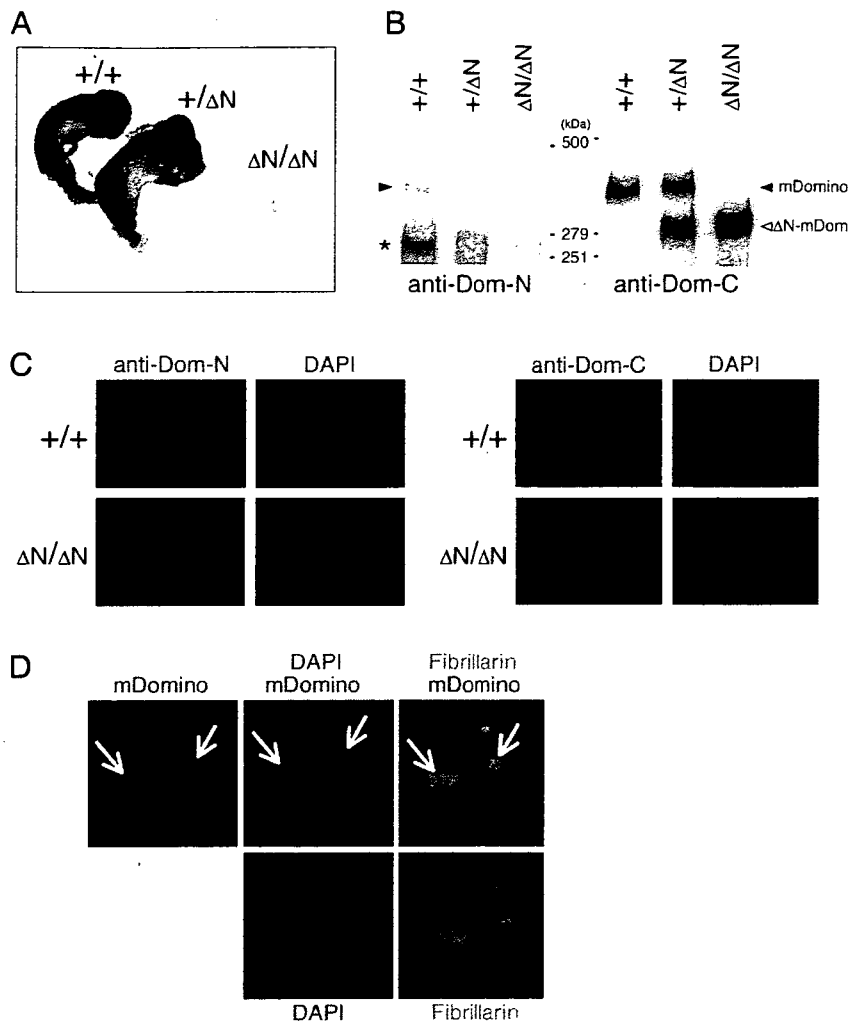 A
+/+
+/ΔN
ΔN/ΔN
B
+/+
+/ΔN
ΔN/ΔN
+/+
+/ΔN
ΔN/ΔN
(kDa)
500
mDomino
ΔN-mDom
279
*
251
anti-Dom-N
anti-Dom-C
C
anti-Dom-N DAPI
anti-Dom-C DAPI
+/+
+/+
ΔN/ΔN
ΔN/ΔN
D
mDomino
DAPI
mDomino
Fibrillarin
mDomino
DAPI
Fibrillarin